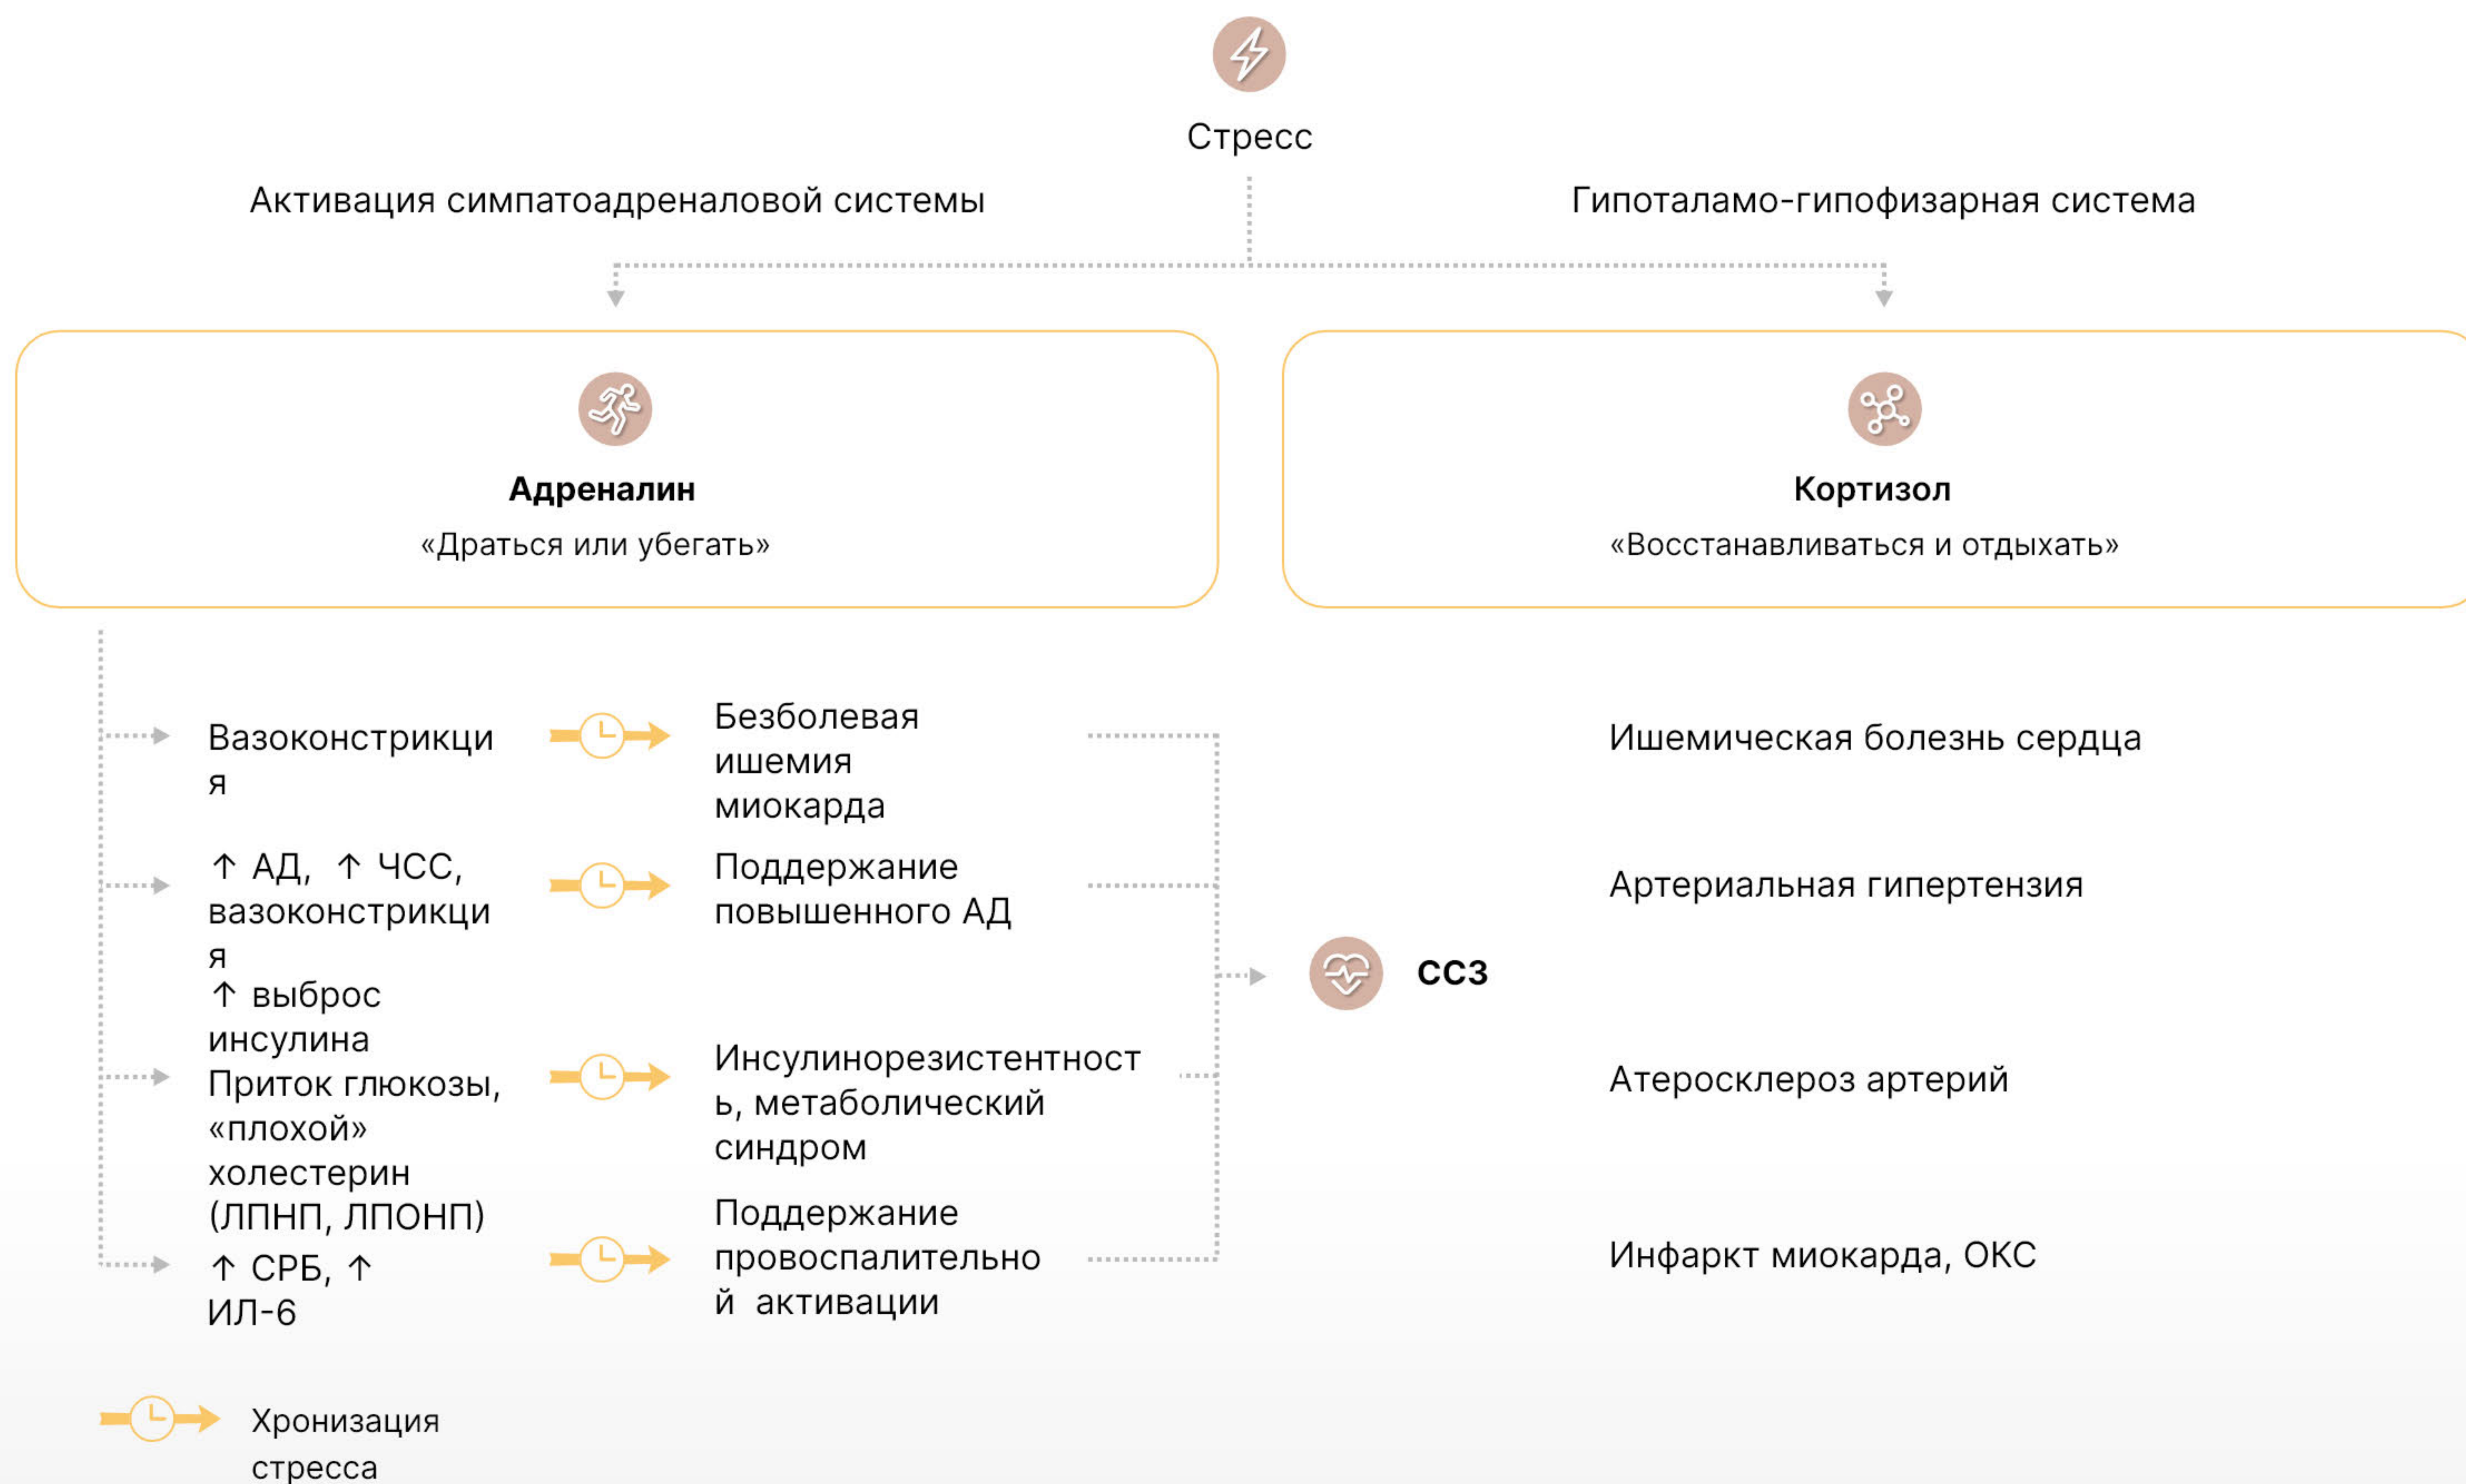 Стресс
Активация симпатоадреналовой системы
Гипоталамо-гипофизарная система
Адреналин
«Драться или убегать»
Кортизол
«Восстанавливаться и отдыхать»
Вазоконстрикци
я
Безболевая
ишемия
миокарда
Ишемическая болезнь сердца
↑ АД, ↑ ЧСС,
вазоконстрикци
я
Поддержание
повышенного АД
Артериальная гипертензия
ССЗ
↑ выброс
инсулина
Приток глюкозы,
«плохой»
холестерин
(ЛПНП, ЛПОНП)
Инсулинорезистентност
ь, метаболический
синдром
Атеросклероз артерий
↑ СРБ, ↑
ИЛ-6
Поддержание
провоспалительно
й активации
Инфаркт миокарда, ОКС
Хронизация
стресса